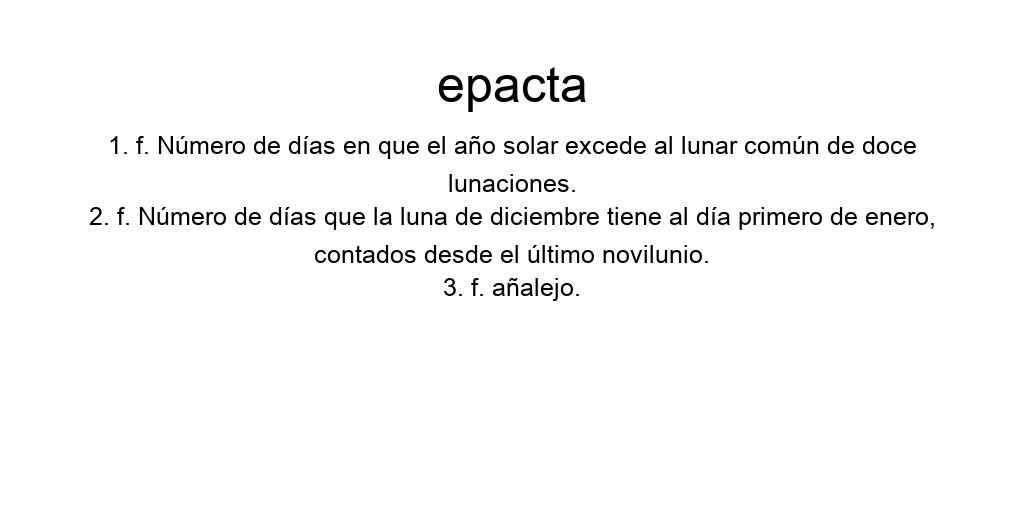 epacta
1. f. Número de días en que el año solar excede al lunar común de doce
lunaciones.
2. f. Número de días que la luna de diciembre tiene al día primero de enero,
contados desde el último novilunio.
3. f. añalejo.